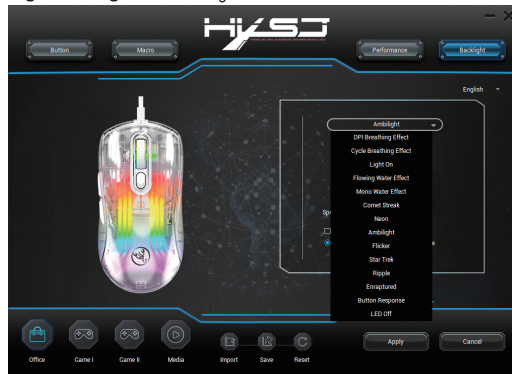 HXSJ
Button
Macro
Performance
Backlight
English
Ambilight
DPI Breathing Effect
Cycle Breathing Effect
Light On
Flowing Water Effect
Mono Water Effect
Comet Streak
Neon
Ambilight
Flicker
Star Trek
Ripple
Enraptured
Button Response
LED Off
Office
Game I
Game II
Media
Import
Save
Reset
Apply
Cancel